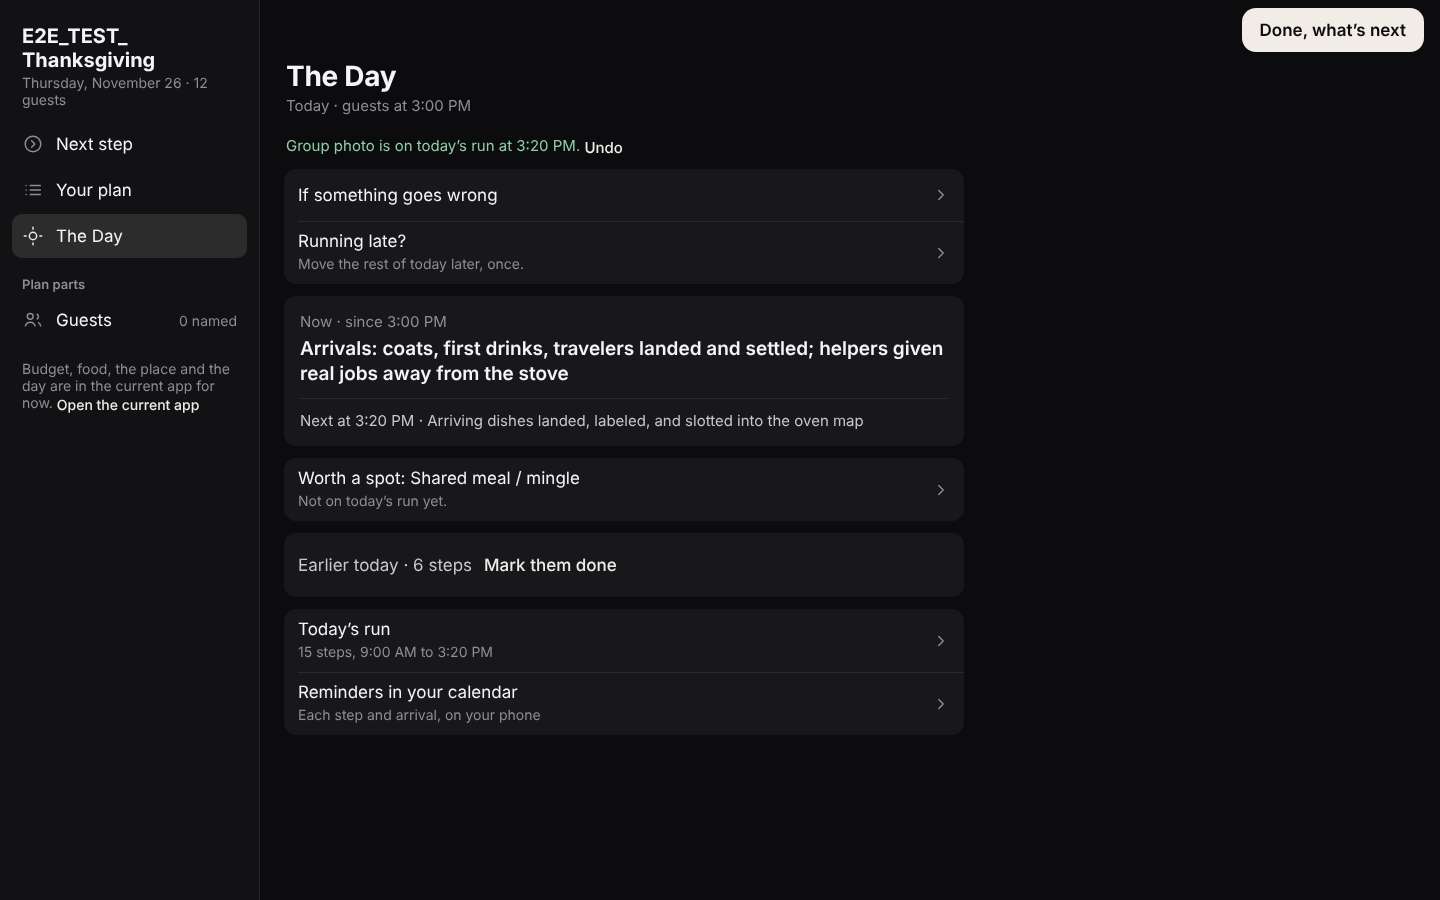 E2E_TEST_
Thanksgiving
Thursday, November 26 · 12
guests
Next step
Your plan
The Day
Plan parts
Guests
0 named
Budget, food, the place and the
day are in the current app for
now. Open the current app
Done, what’s next
The Day
Today · guests at 3:00 PM
Group photo is on today’s run at 3:20 PM. Undo
If something goes wrong
Running late?
Move the rest of today later, once.
Now · since 3:00 PM
Arrivals: coats, first drinks, travelers landed and settled; helpers given
real jobs away from the stove
Next at 3:20 PM · Arriving dishes landed, labeled, and slotted into the oven map
Worth a spot: Shared meal / mingle
Not on today’s run yet.
Earlier today · 6 steps Mark them done
Today’s run
15 steps, 9:00 AM to 3:20 PM
Reminders in your calendar
Each step and arrival, on your phone